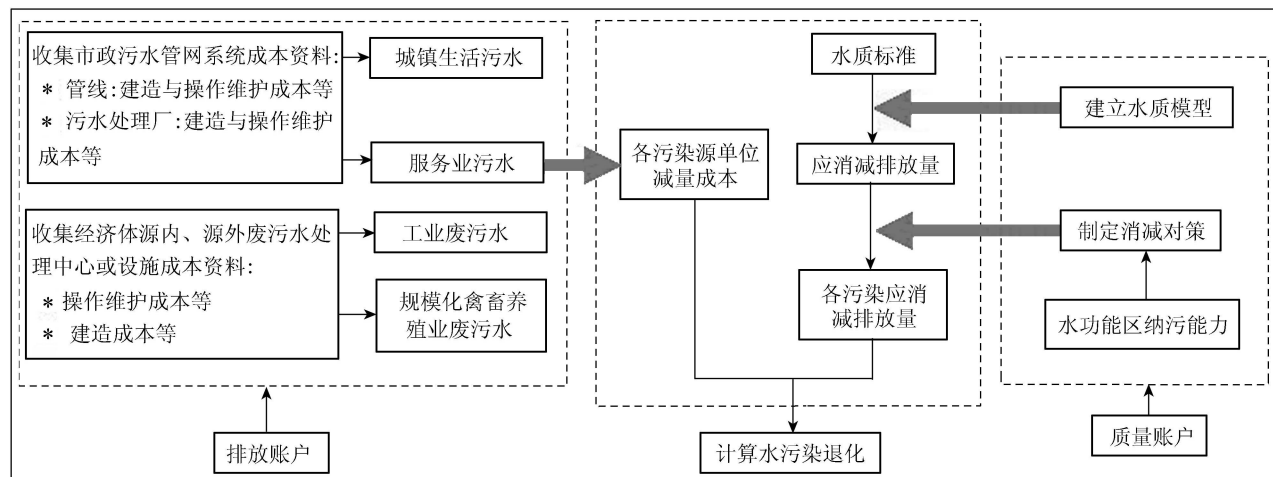 收集市政污水管网系统成本资料:
* 管线:建造与操作维护成本等
* 污水处理厂:建造与操作维护
成本等
城镇生活污水
服务业污水
收集经济体源内、源外废污水处
理中心或设施成本资料:
* 操作维护成本等
* 建造成本等
工业废污水
规模化禽畜养
殖业废污水
排放账户
各污染源单位
减量成本
水质标准
应消减排放量
各污染应消
减排放量
计算水污染退化
建立水质模型
制定消减对策
水功能区纳污能力
质量账户